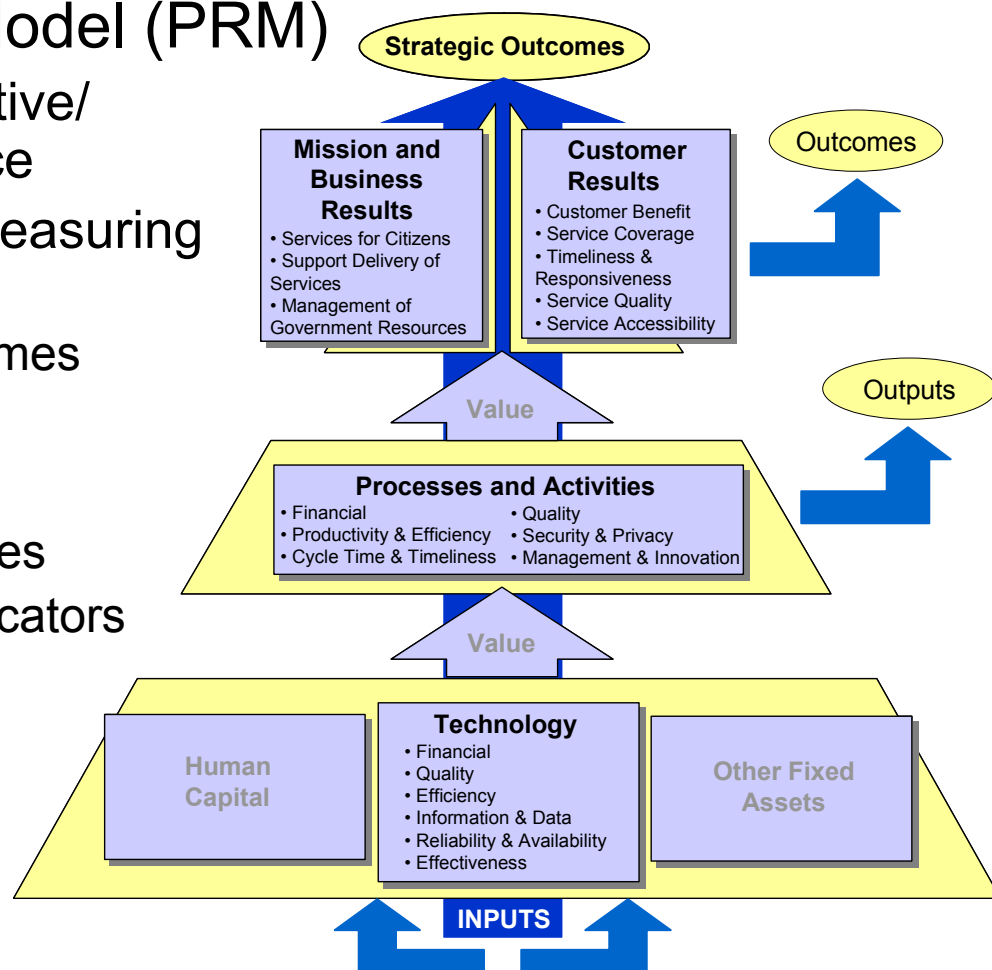 Model (PRM)
tive/
ce
easuring
mes
es
cators
Strategic Outcomes
Mission and
Business
Results
• Services for Citizens
• Support Delivery of
Services
• Management of
Government Resources
Customer
Results
• Customer Benefit
• Service Coverage
• Timeliness &
Responsiveness
• Service Quality
• Service Accessibility
Outcomes
Value
Outputs
Processes and Activities
• Financial
• Productivity & Efficiency
• Cycle Time & Timeliness
• Quality
• Security & Privacy
• Management & Innovation
Value
Human
Capital
Technology
• Financial
• Quality
• Efficiency
• Information & Data
• Reliability & Availability
• Effectiveness
Other Fixed
Assets
INPUTS